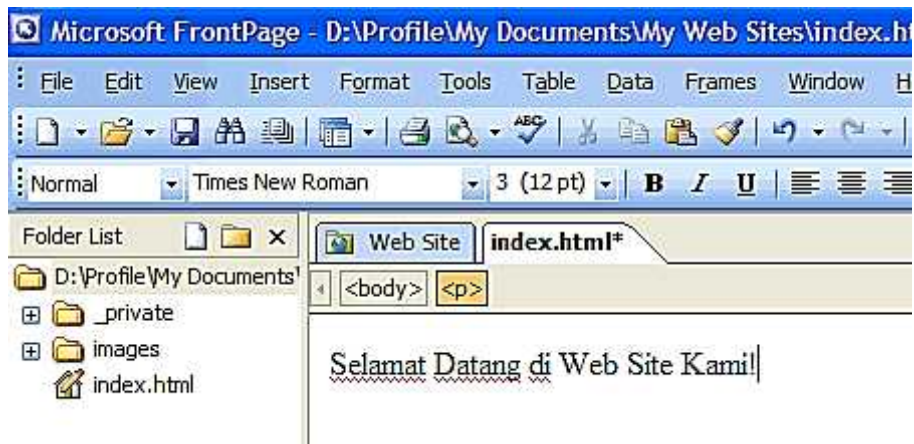 Microsoft FrontPage - D:\Profile\My Documents\My Web Sites\index.ht
File Edit View Insert Format Tools Table Data Frames Window H
ABC
Normal Times New Roman 3 (12 pt) B I U
Folder List Web Site index.html*
D:\Profile\My Documents\
<body> <p>
_private
images
index.html
Selamat Datang di Web Site Kami!